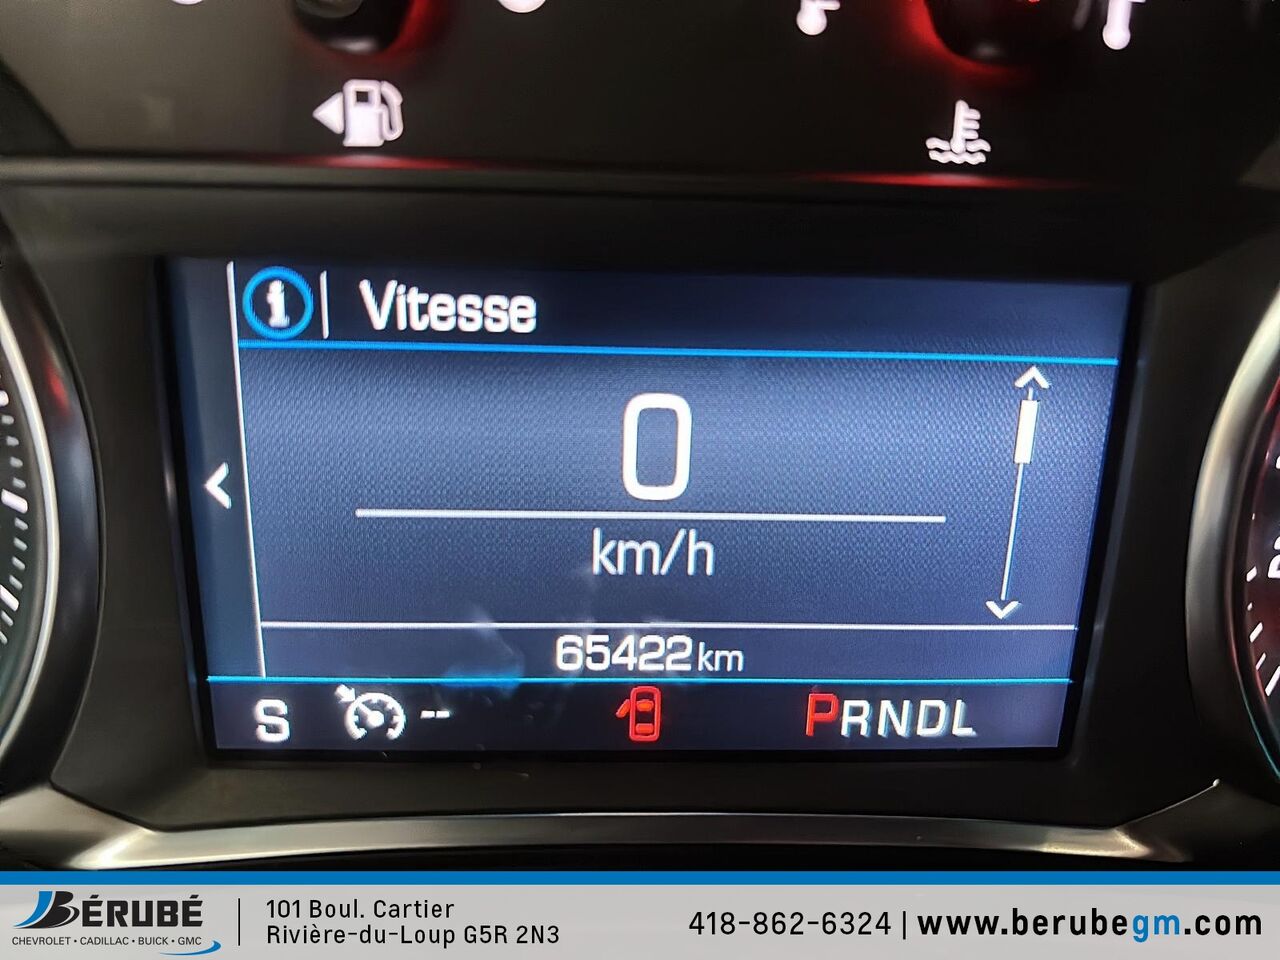 i Vitesse
0
km/h
65422 km
S -- PRNDL
BÉRUBÉ
CHEVROLET • CADILLAC • BUICK • GMC
101 Boul. Cartier
Rivière-du-Loup G5R 2N3
418-862-6324 | www.berubegm.com